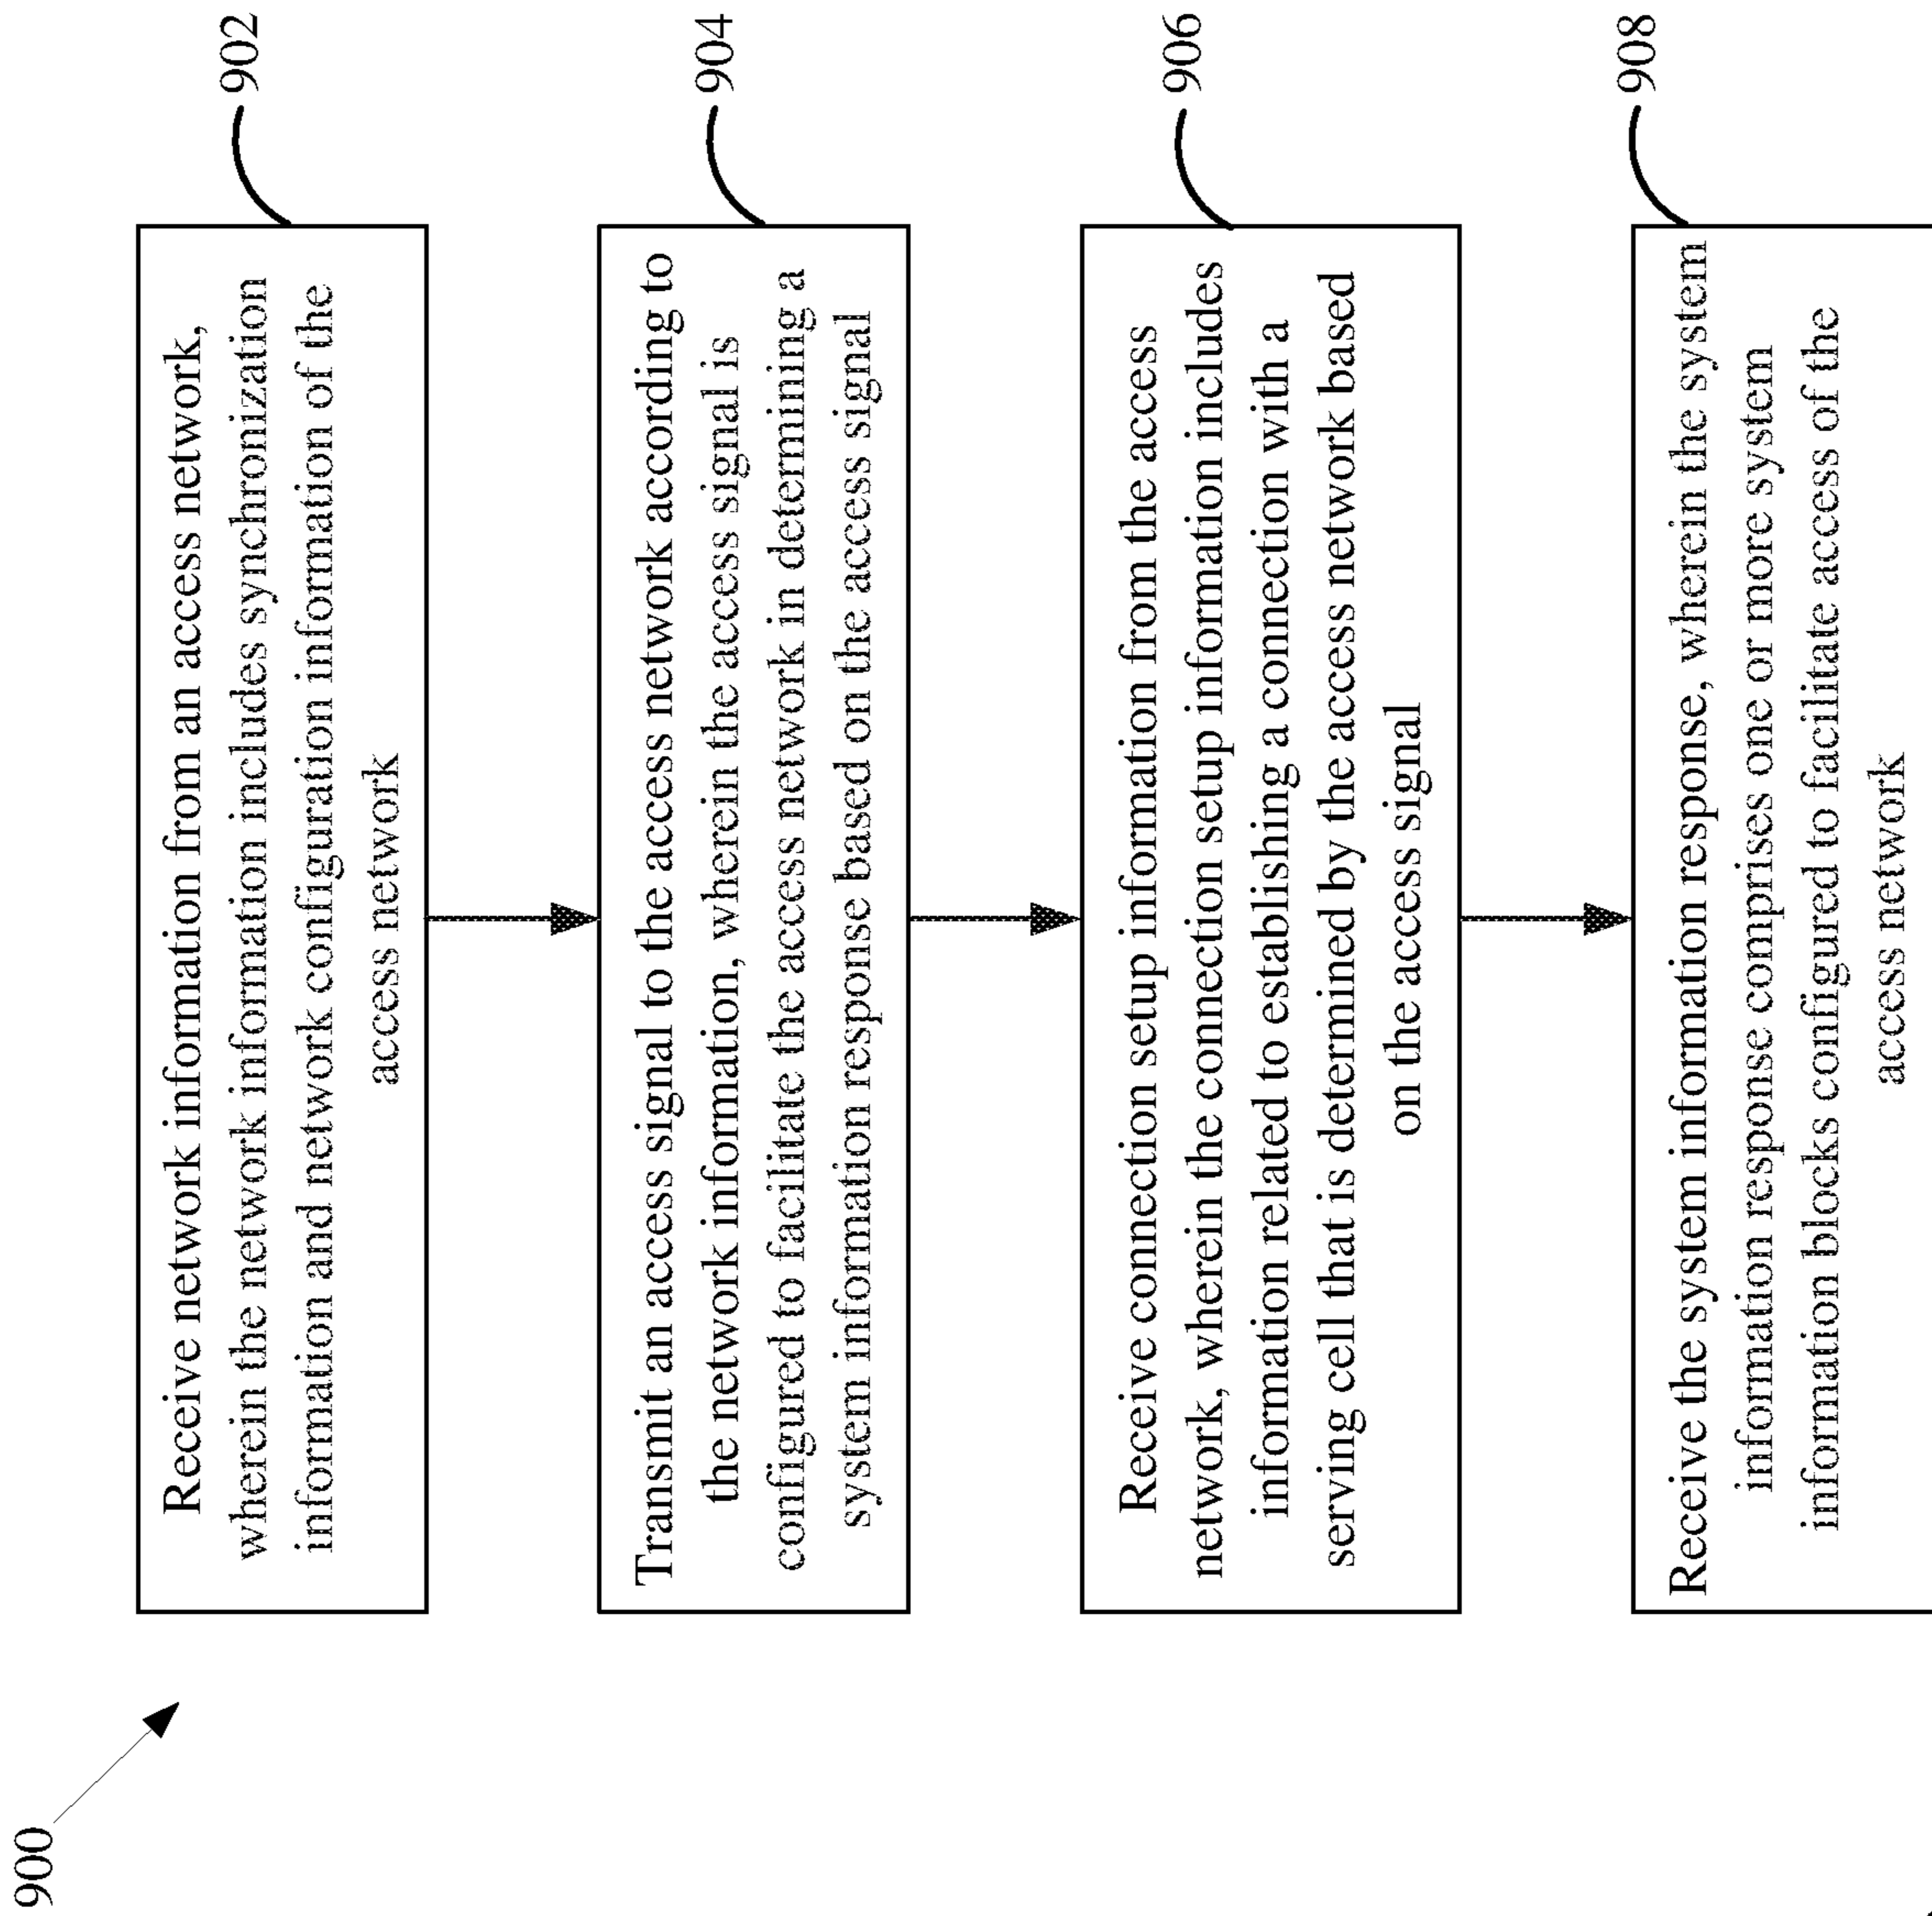 900
Receive network information from an access network,
wherein the network information includes synchronization
information and network configuration information of the
access network
902
Transmit an access signal to the access network according to
the network information, wherein the access signal is
configured to facilitate the access network in determining a
system information response based on the access signal
904
Receive connection setup information from the access
network, wherein the connection setup information includes
information related to establishing a connection with a
serving cell that is determined by the access network based
on the access signal
906
Receive the system information response, wherein the system
information response comprises one or more system
information blocks configured to facilitate access of the
access network
908